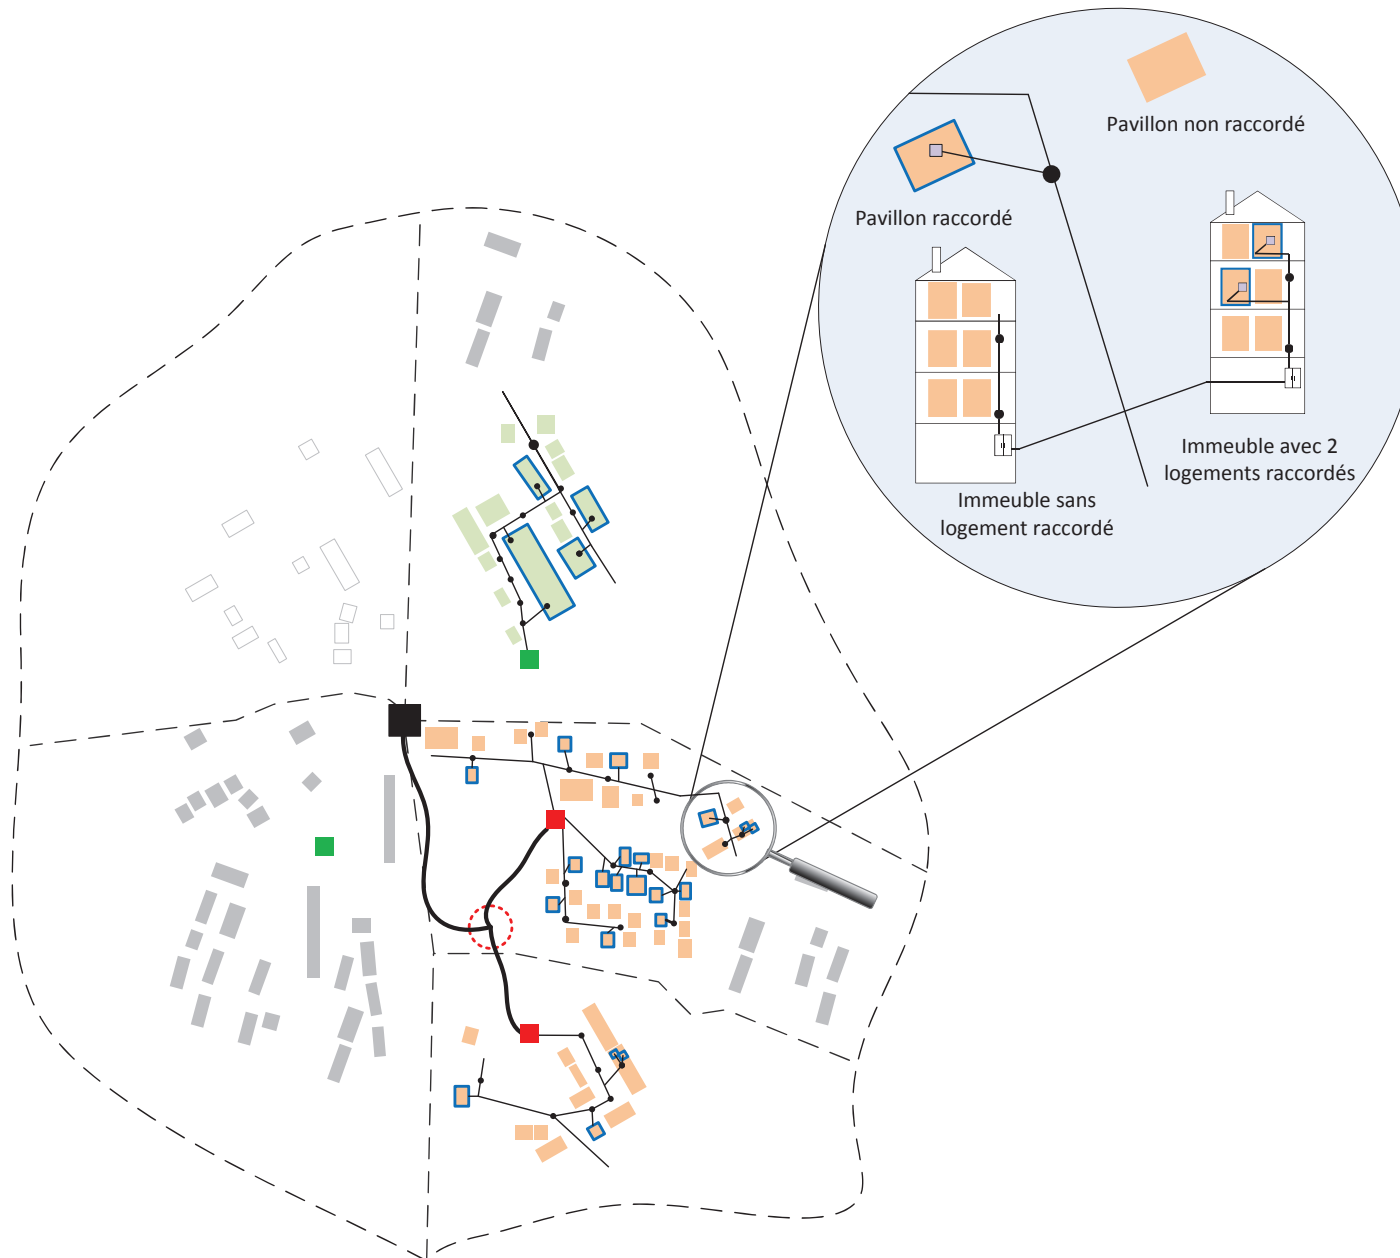 Pavillon non raccordé
Pavillon raccordé
Immeuble avec 2
logements raccordés
Immeuble sans
logement raccordé